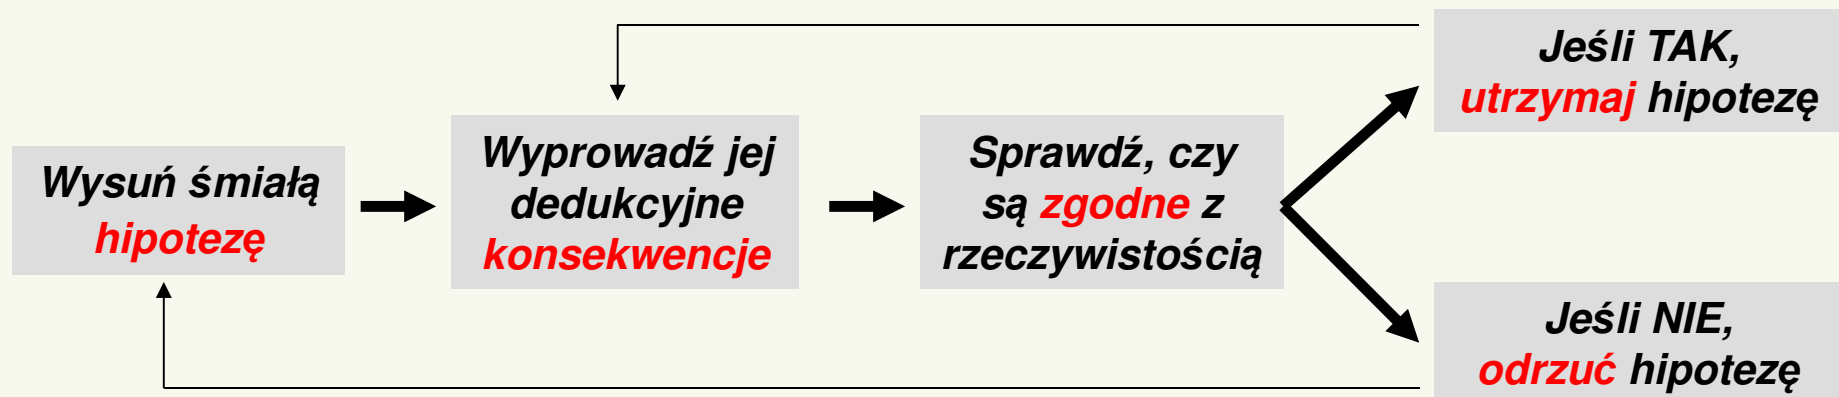 Wysuń śmiałą
hipotezę
Wyprowadź jej
dedukcyjne
konsekwencje
Sprawdź, czy
są zgodne z
rzeczywistością
Jeśli TAK,
utrzymaj hipotezę
Jeśli NIE,
odrzuć hipotezę